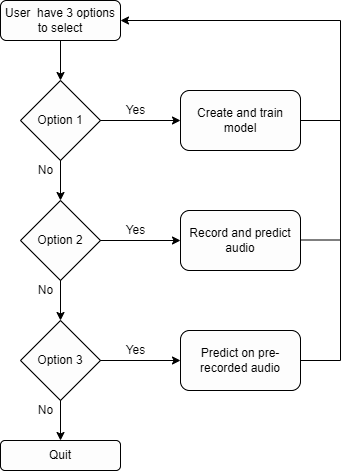 User have 3 options
to select
Option 1
Yes
Create and train
model
No
Option 2
Yes
Record and predict
audio
No
Option 3
Yes
Predict on pre-
recorded audio
No
Quit